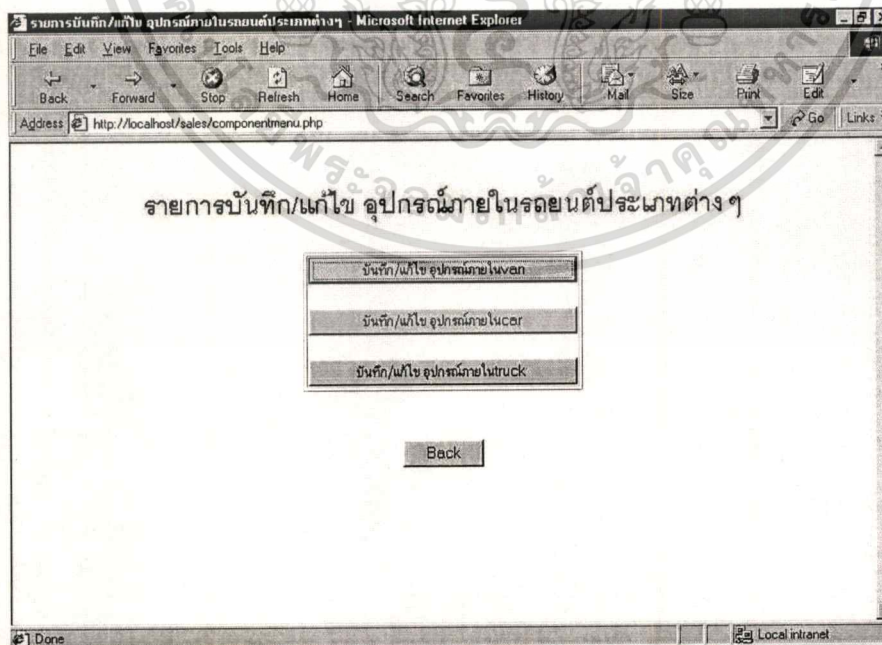 รายการบันทึก/แก้ไข อุปกรณ์ภายในรถยนต์ประเภทต่างๆ - Microsoft Internet Explorer
File Edit View Favorites Tools Help
Back Forward Stop Refresh Home Search Favorites History Mail Size Print Edit
Address http://localhost/sales/componentmenu.php Go Links
รายการบันทึก/แก้ไข อุปกรณ์ภายในรถยนต์ประเภทต่าง ๆ
บันทึก/แก้ไข อุปกรณ์ภายในvan
บันทึก/แก้ไข อุปกรณ์ภายในcar
บันทึก/แก้ไข อุปกรณ์ภายในtruck
Back
Done Local intranet